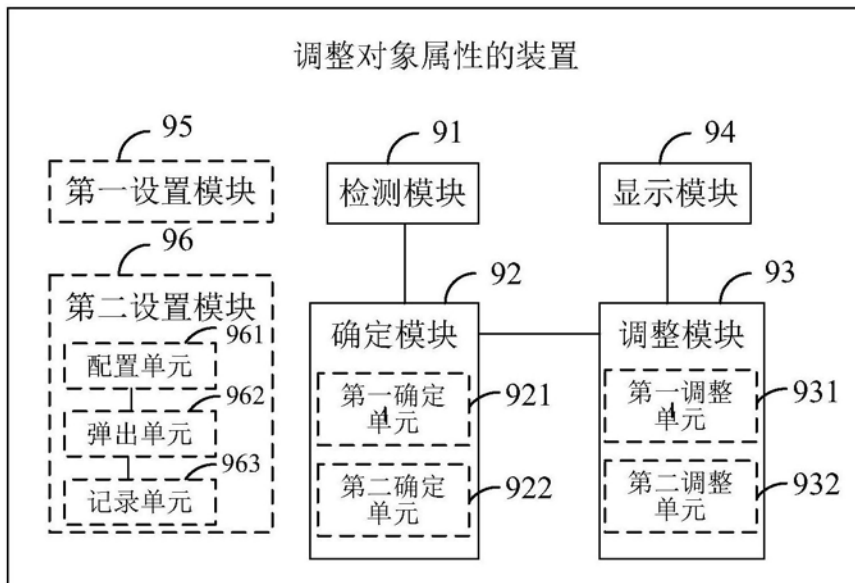 调整对象属性的装置
95
第一设置模块
91
检测模块
94
显示模块
96
第二设置模块
961
配置单元
962
弹出单元
963
记录单元
92
确定模块
第一确定
单元
921
第二确定
单元
922
93
调整模块
第一调整
单元
931
第二调整
单元
932